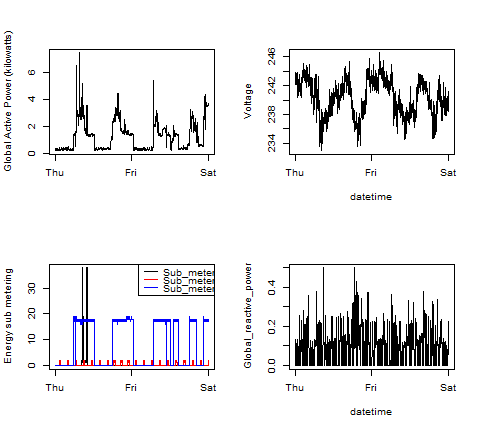 Global Active Power (kilowatts)
0 2 4 6
Thu Fri Sat
Voltage
234 238 242 246
Thu Fri Sat
datetime
Energy sub metering
0 10 20 30
Sub_meter
Sub_meter
Sub_meter
Thu Fri Sat
Global_reactive_power
0.0 0.2 0.4
Thu Fri Sat
datetime